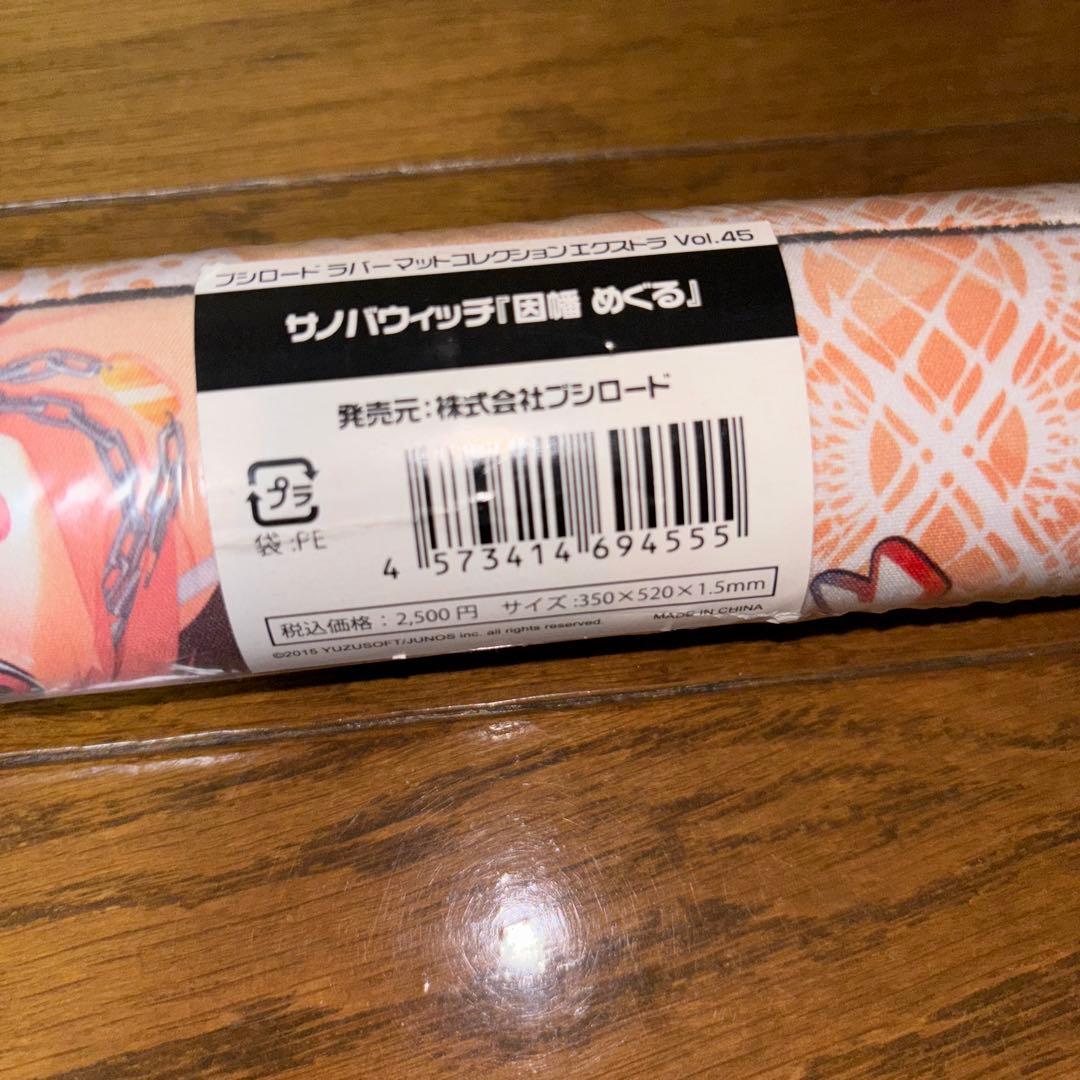 ブシロード ラバーマットコレクションエクストラ Vol.45
サノバウィッチ『因幡 めぐる』
発売元：株式会社ブシロード
プラ
袋:PE
4 573414 694555
税込価格：2,500円 サイズ:350×520×1.5mm
©2015 YUZUSOFT/JUNOS inc. all rights reserved. MADE IN CHINA